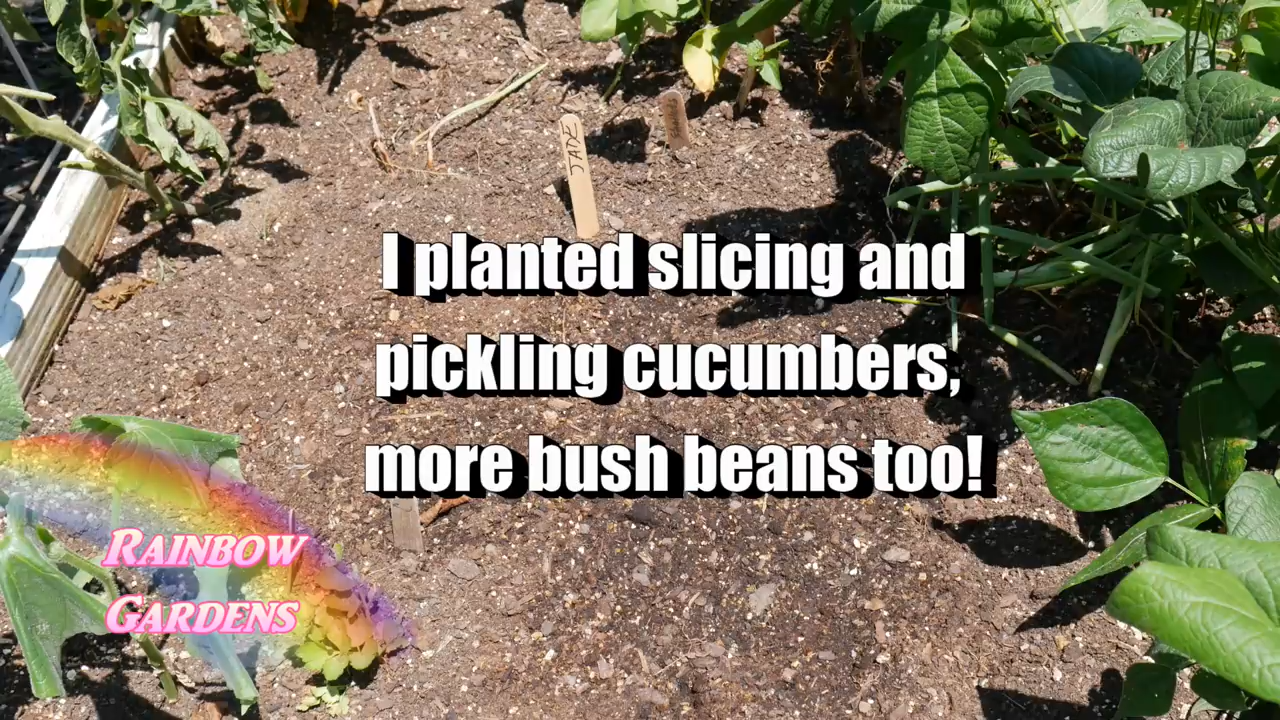 I planted slicing and
pickling cucumbers,
more bush beans too!
Rainbow
Gardens